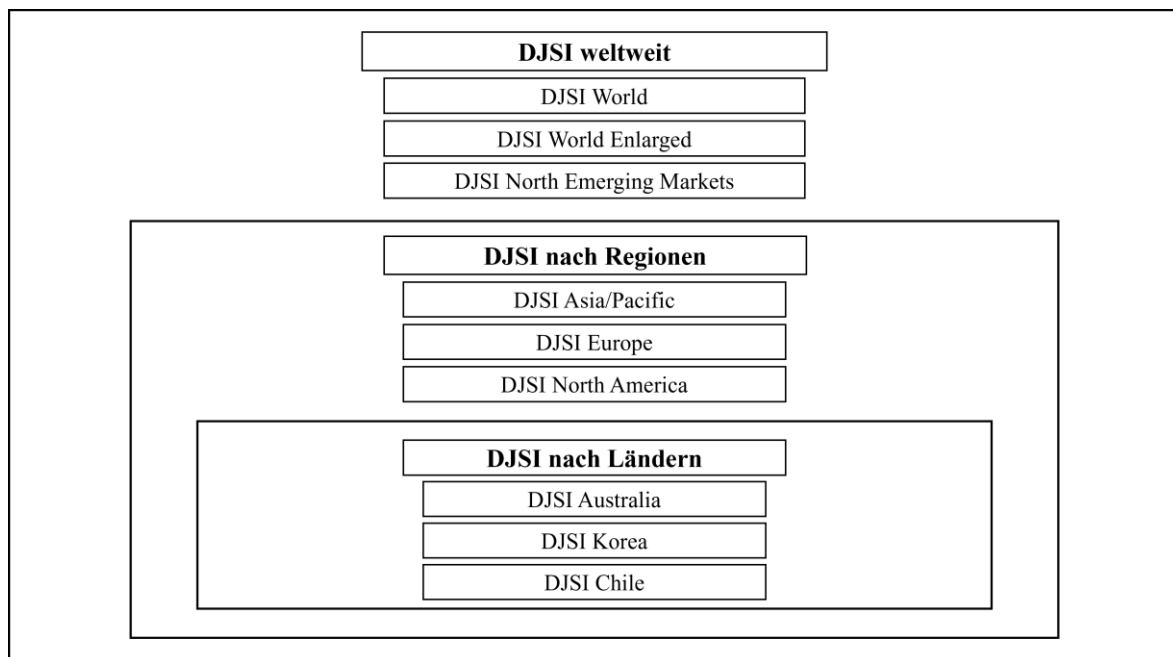 DJSI weltweit
DJSI World
DJSI World Enlarged
DJSI North Emerging Markets
DJSI nach Regionen
DJSI Asia/Pacific
DJSI Europe
DJSI North America
DJSI nach Ländern
DJSI Australia
DJSI Korea
DJSI Chile